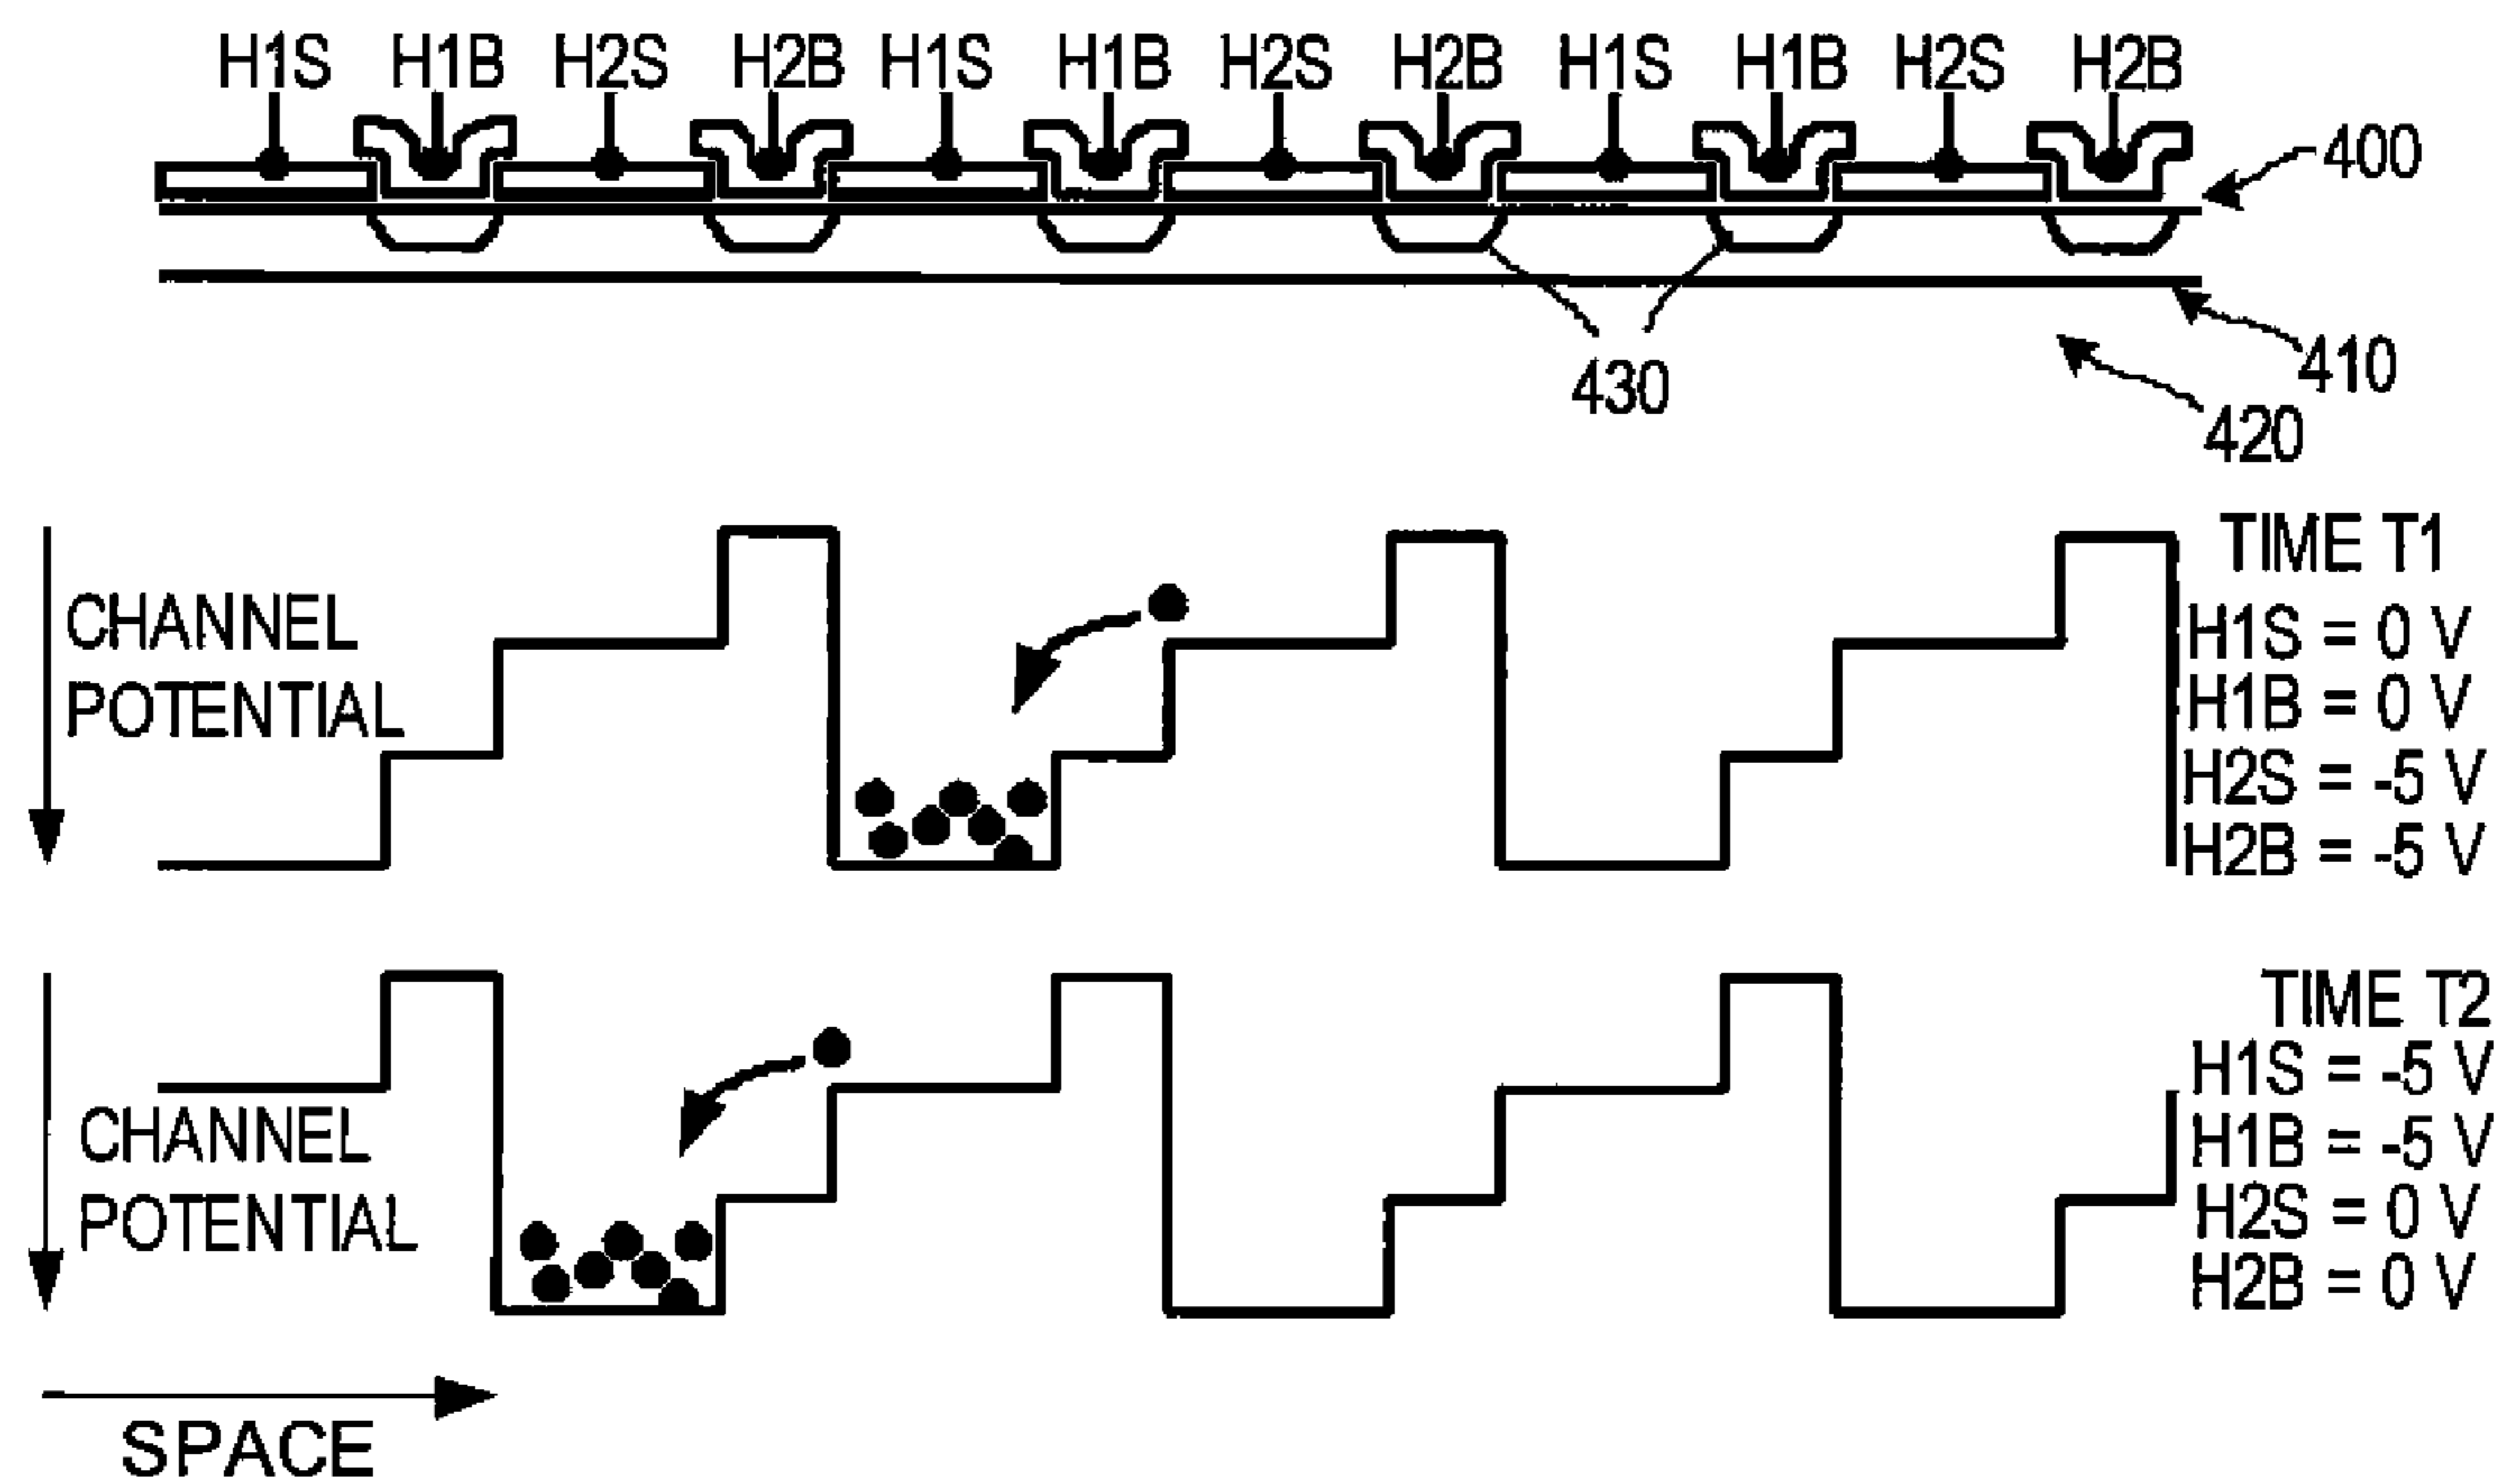 H1S H1B H2S H2B H1S H1B H2S H2B H1S H1B H2S H2B
400
430
410
420
TIME T1
CHANNEL
POTENTIAL
H1S = 0 V
H1B = 0 V
H2S = -5 V
H2B = -5 V
TIME T2
CHANNEL
POTENTIAL
H1S = -5 V
H1B = -5 V
H2S = 0 V
H2B = 0 V
SPACE